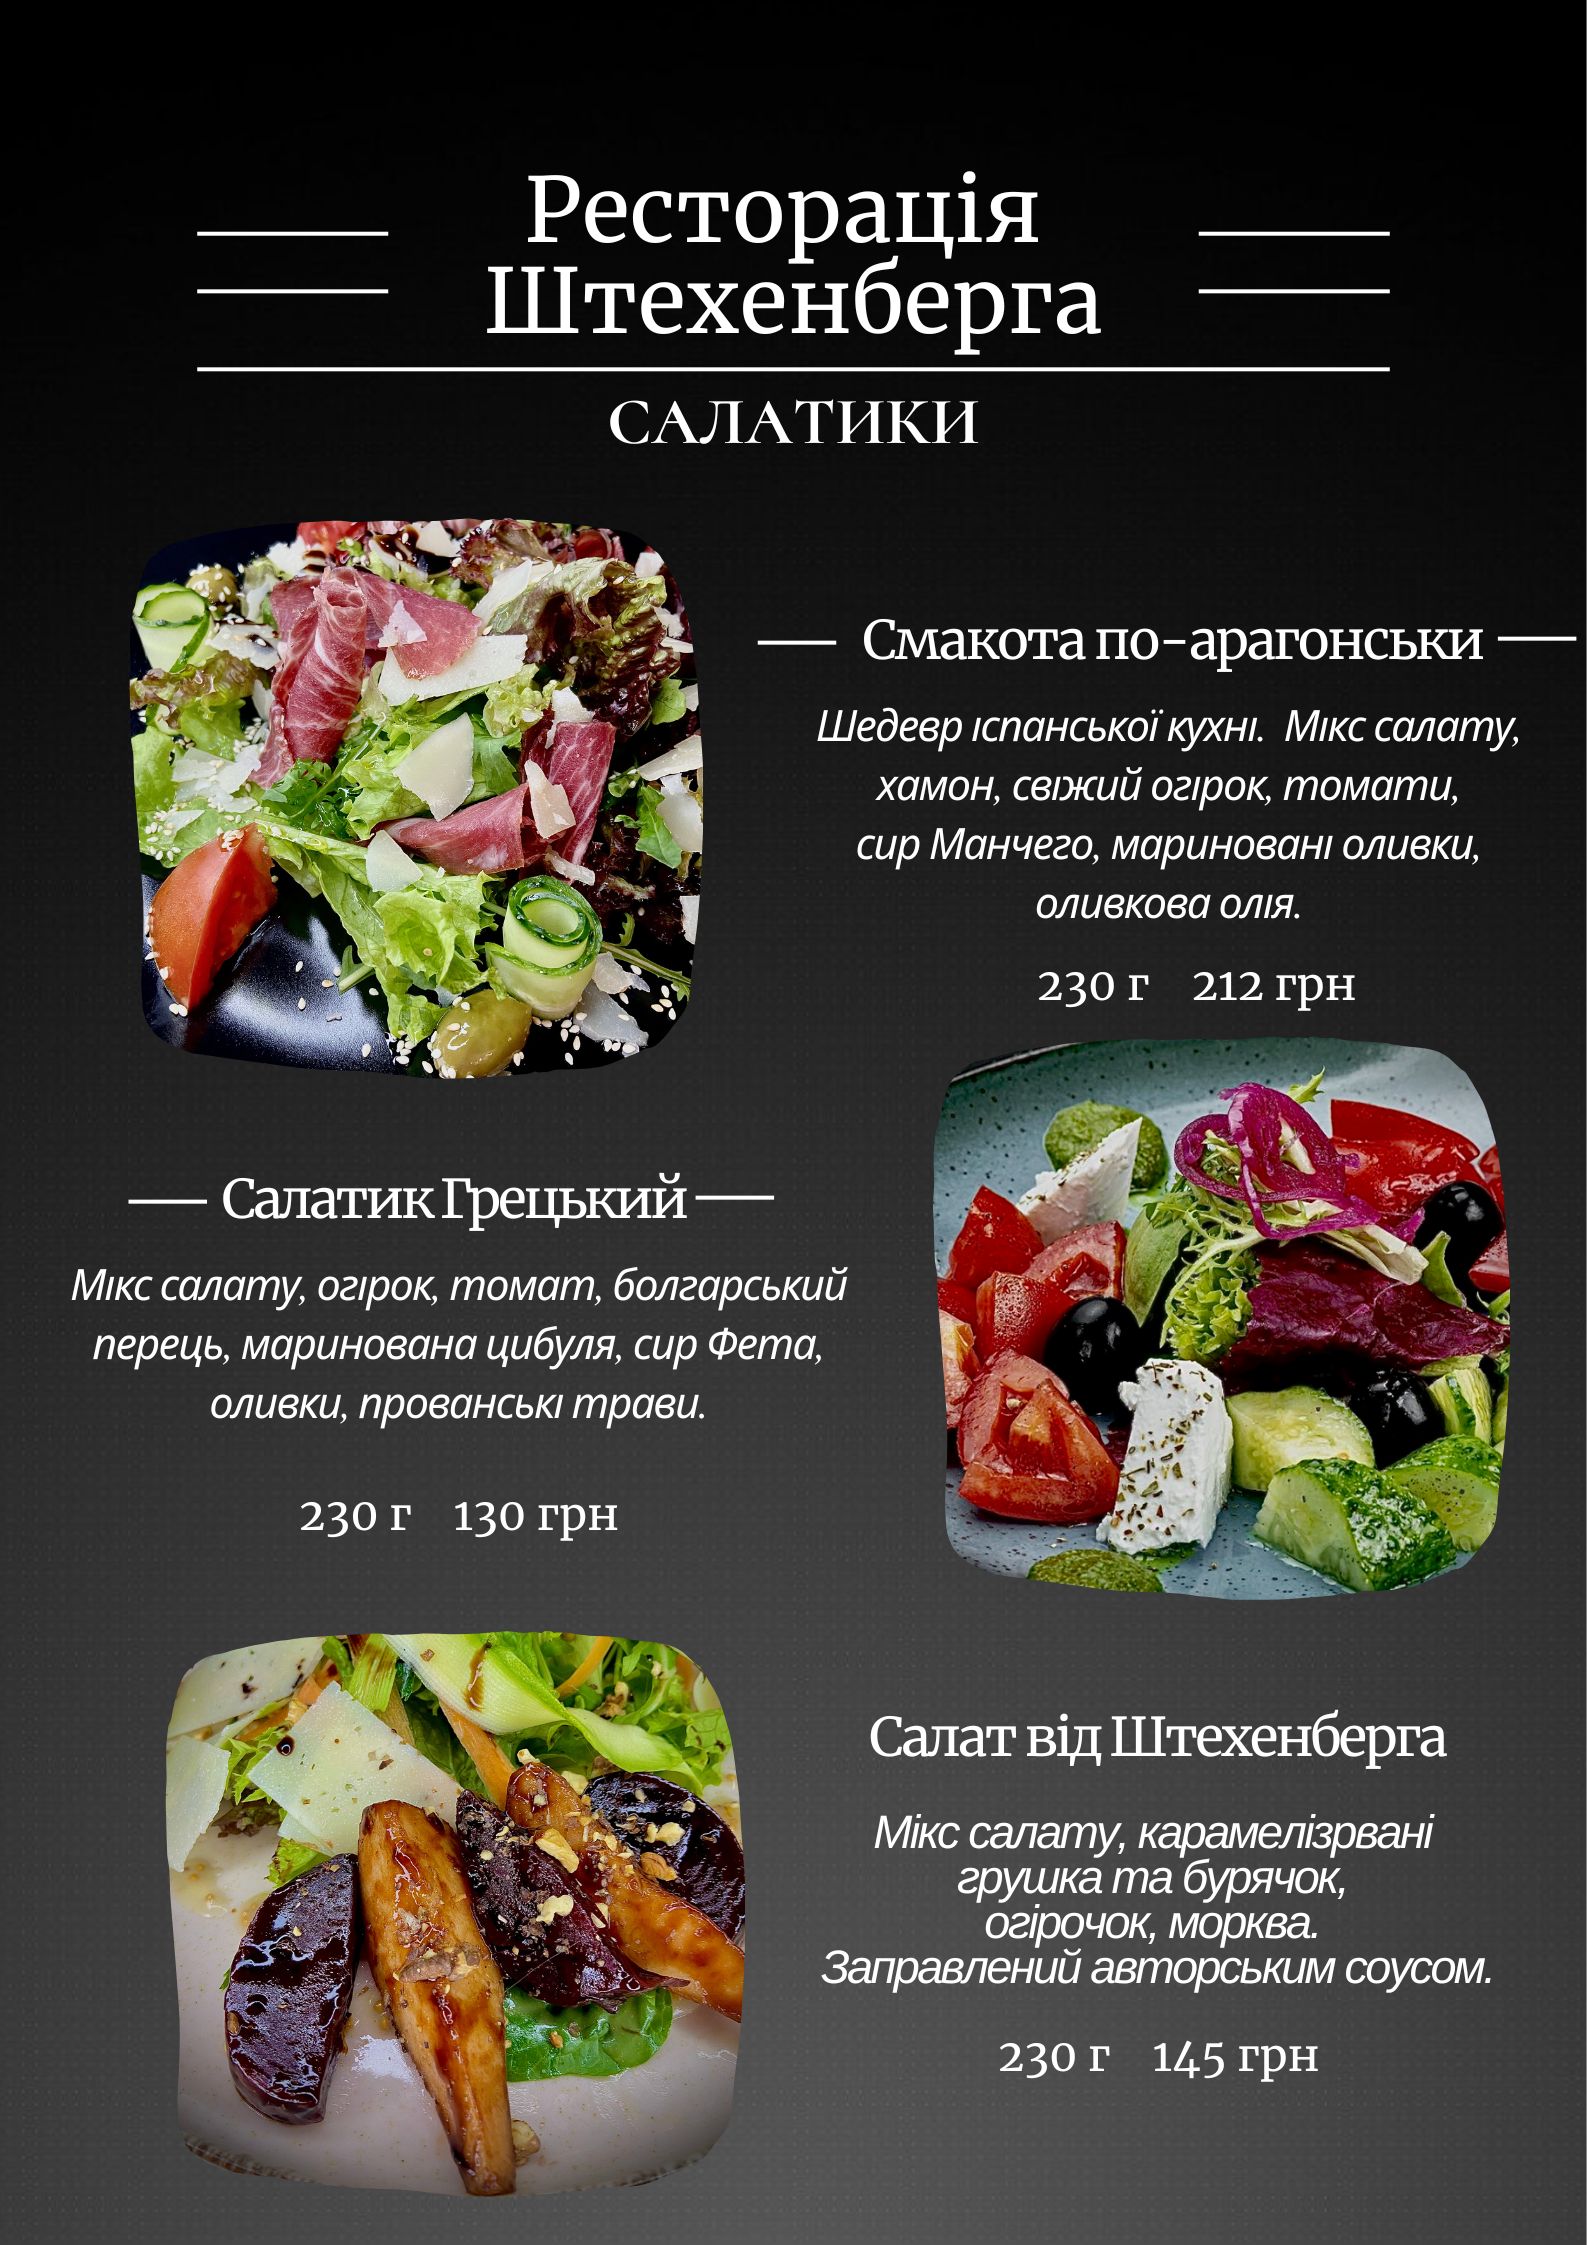 Ресторація
Штехенберга
САЛАТИКИ
Смакота по-арагонськи
Шедевр іспанської кухні. Мікс салату,
хамон, свіжий огірок, томати,
сир Манчего, мариновані оливки,
оливкова олія.
230 г 212 грн
Салатик Грецький
Мікс салату, огірок, томат, болгарський
перець, маринована цибуля, сир Фета,
оливки, прованські трави.
230 г 130 грн
Салат від Штехенберга
Мікс салату, карамелізрвані
грушка та бурячок,
огірочок, морква.
Заправлений авторським соусом.
230 г 145 грн